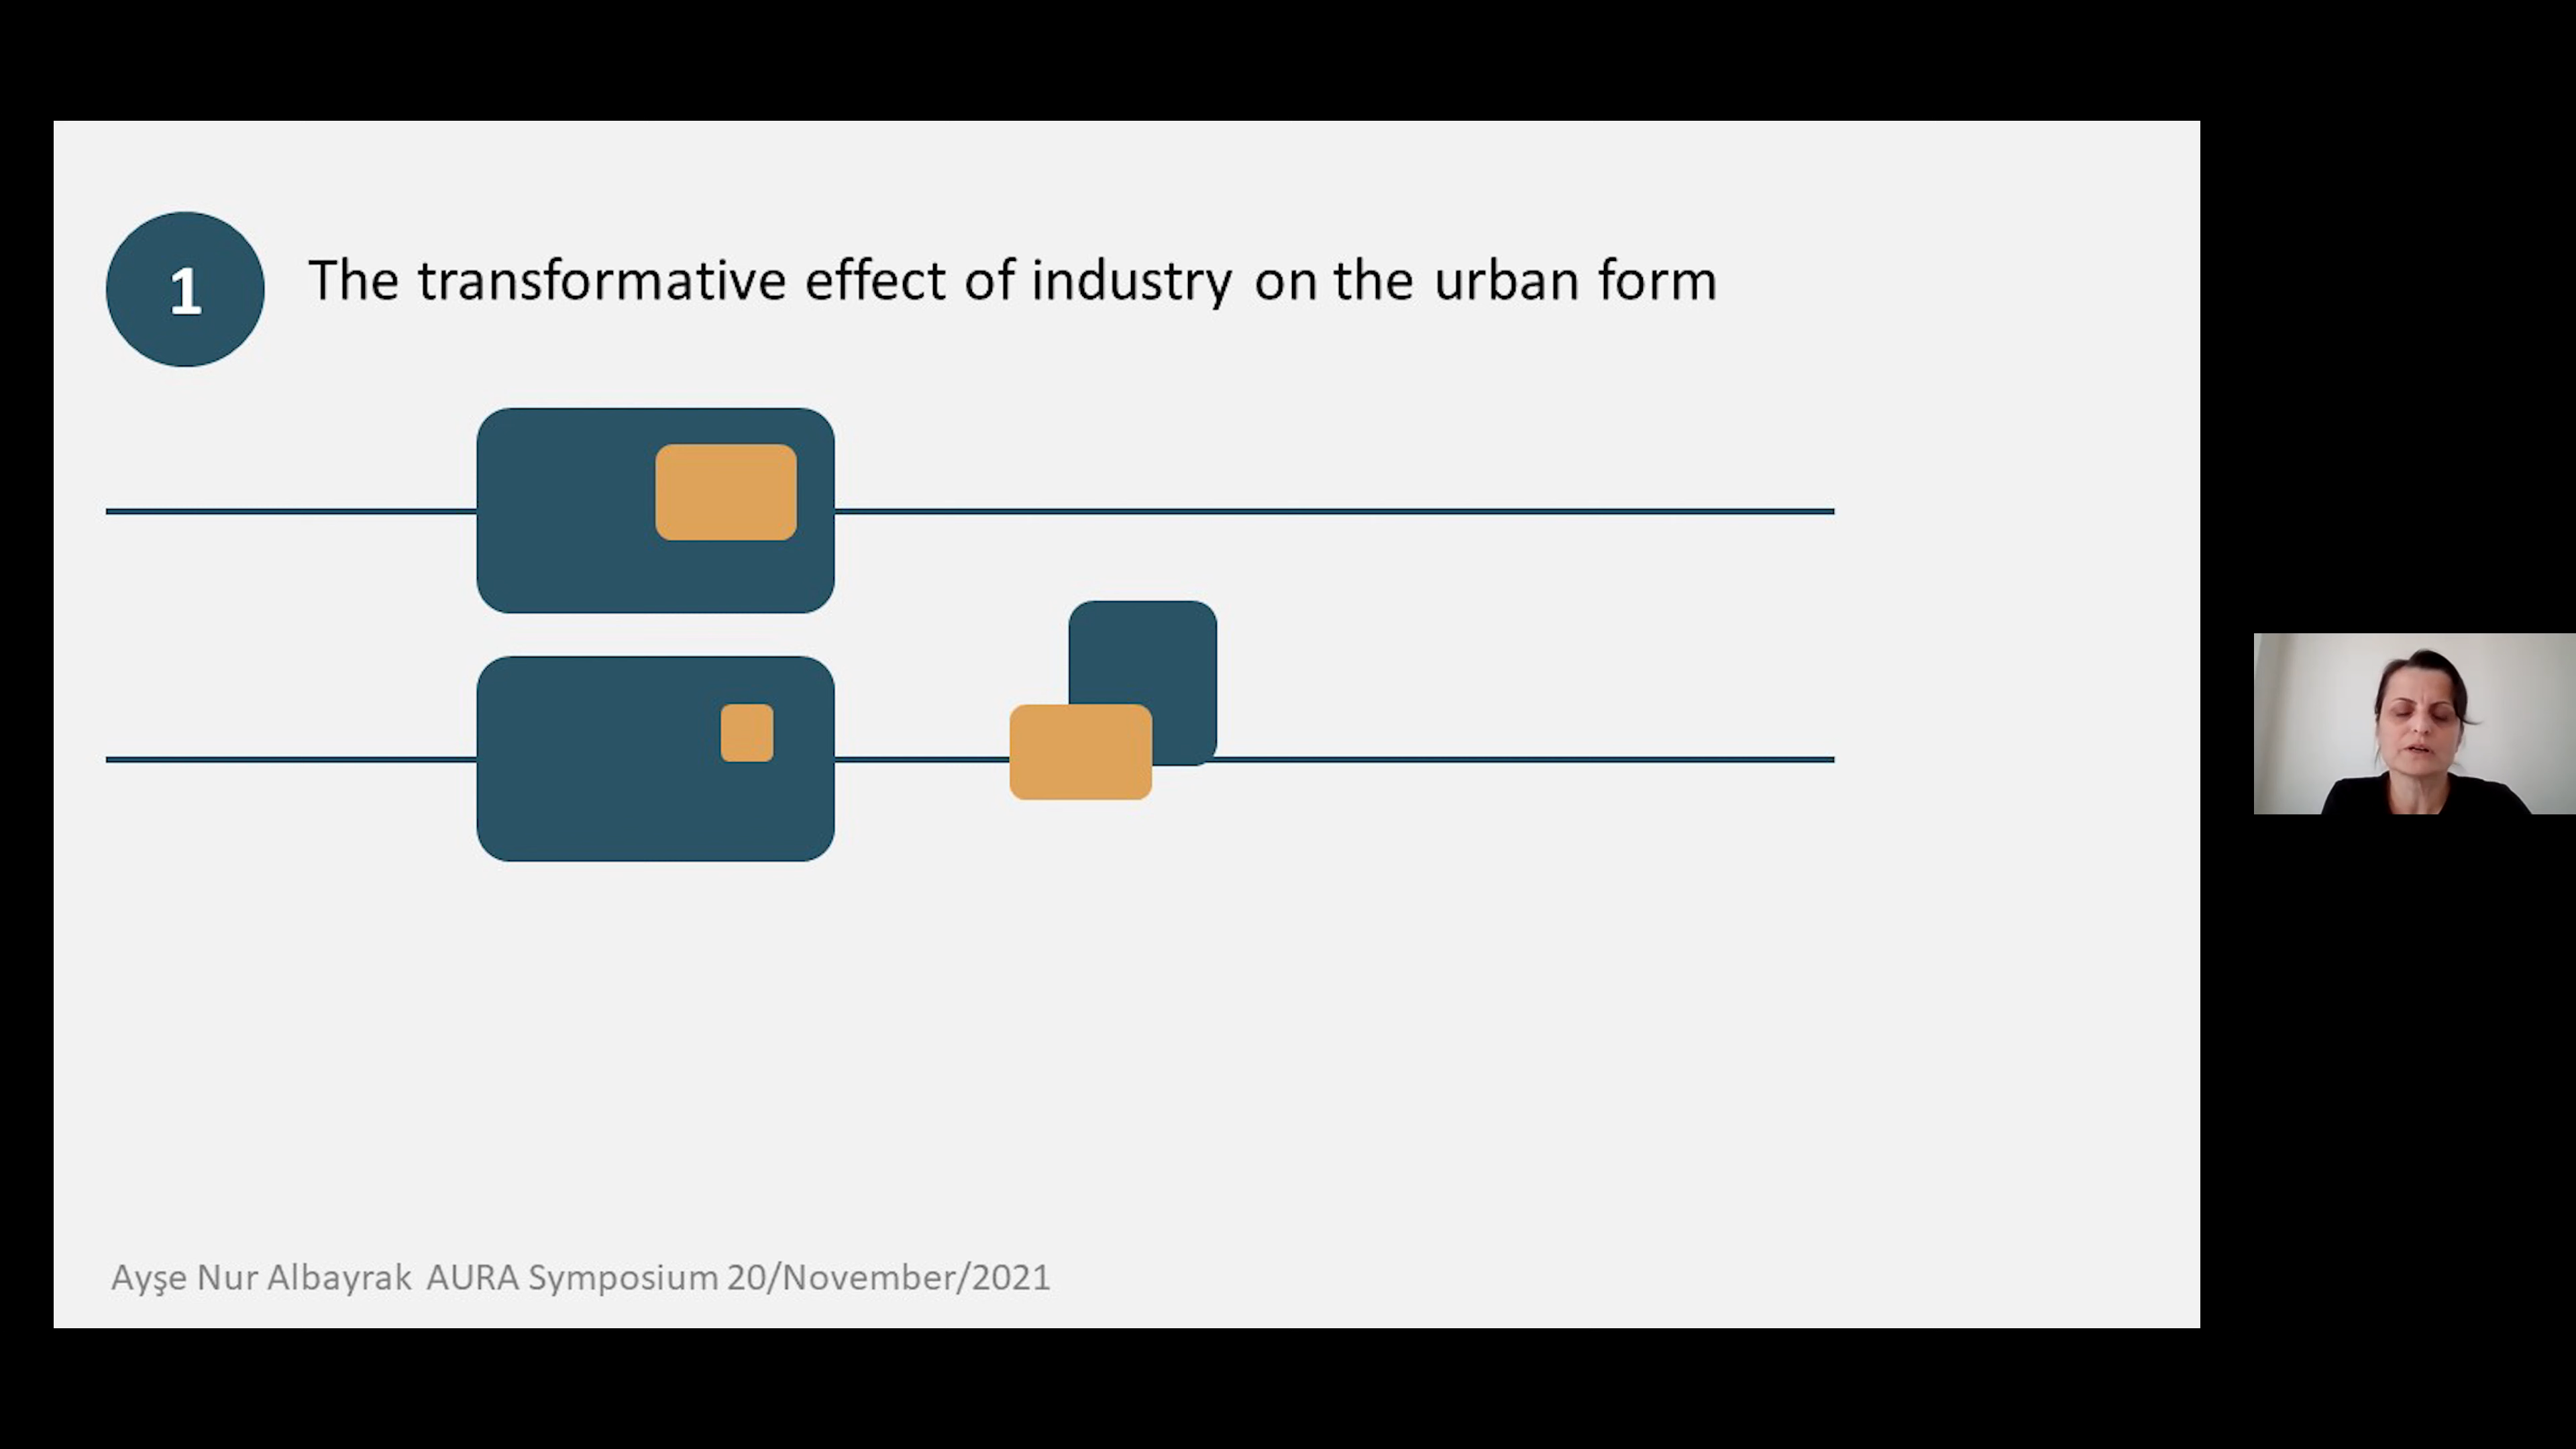 1
The transformative effect of industry on the urban form
Ayşe Nur Albayrak AURA Symposium 20/November/2021